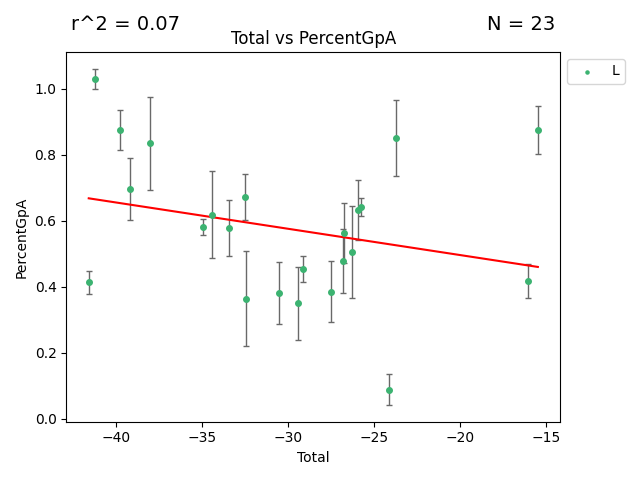 r^2 = 0.07
N = 23
Total vs PercentGpA
L
1.0
0.8
0.6
0.4
0.2
0.0
PercentGpA
−40
−35
−30
−25
−20
−15
Total